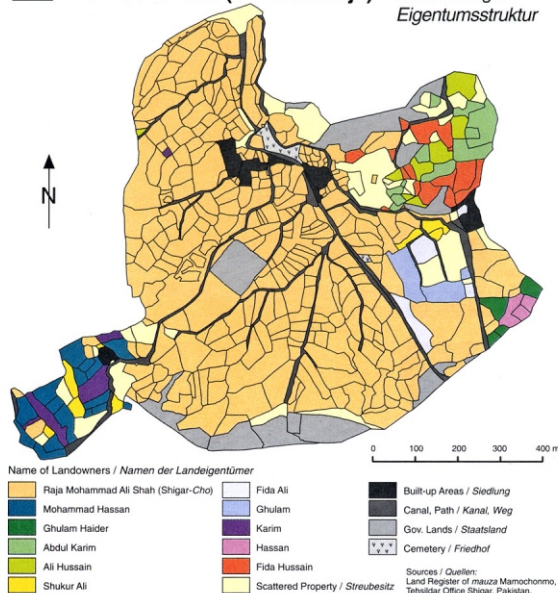 Eigentumsstruktur
N
0 100 200 300 400 m
Name of Landowners / Namen der Landeigentümer
Raja Mohammad Ali Shah (Shigar-Cho)
Mohammad Hassan
Ghulam Haider
Abdul Karim
Ali Hussain
Shukur Ali
Fida Ali
Ghulam
Karim
Hassan
Fida Hussain
Scattered Property / Streubesitz
Built-up Areas / Siedlung
Canal, Path / Kanal, Weg
Gov. Lands / Staatsland
Cemetery / Friedhof
Sources / Quellen:
Land Register of mauza Mamochonmo,
Tehsildar Office Shigar, Pakistan.